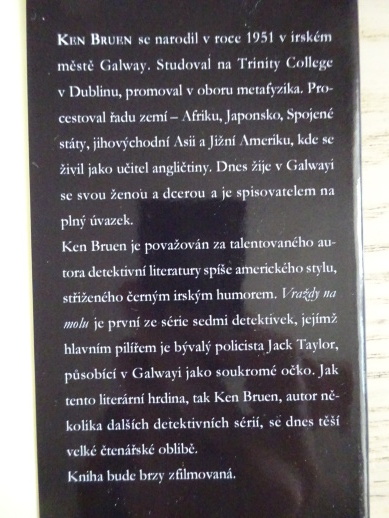 KEN BRUEN se narodil v roce 1951 v irském
městě Galway. Studoval na Trinity College
v Dublinu, promoval v oboru metafyzika. Pro-
cestoval řadu zemí – Afriku, Japonsko, Spojené
státy, jihovýchodní Asii a Jižní Ameriku, kde se
živil jako učitel angličtiny. Dnes žije v Galwayi
se svou ženou a dcerou a je spisovatelem na
plný úvazek.
Ken Bruen je považován za talentovaného au-
tora detektivní literatury spíše amerického stylu,
střiženého černým irským humorem. Vraždy na
molu je první ze série sedmi detektivek, jejímž
hlavním pilířem je bývalý policista Jack Taylor,
působící v Galwayi jako soukromé očko. Jak
tento literární hrdina, tak Ken Bruen, autor ně-
kolika dalších detektivních sérií, se dnes těší
velké čtenářské oblibě.
Kniha bude brzy zfilmovaná.